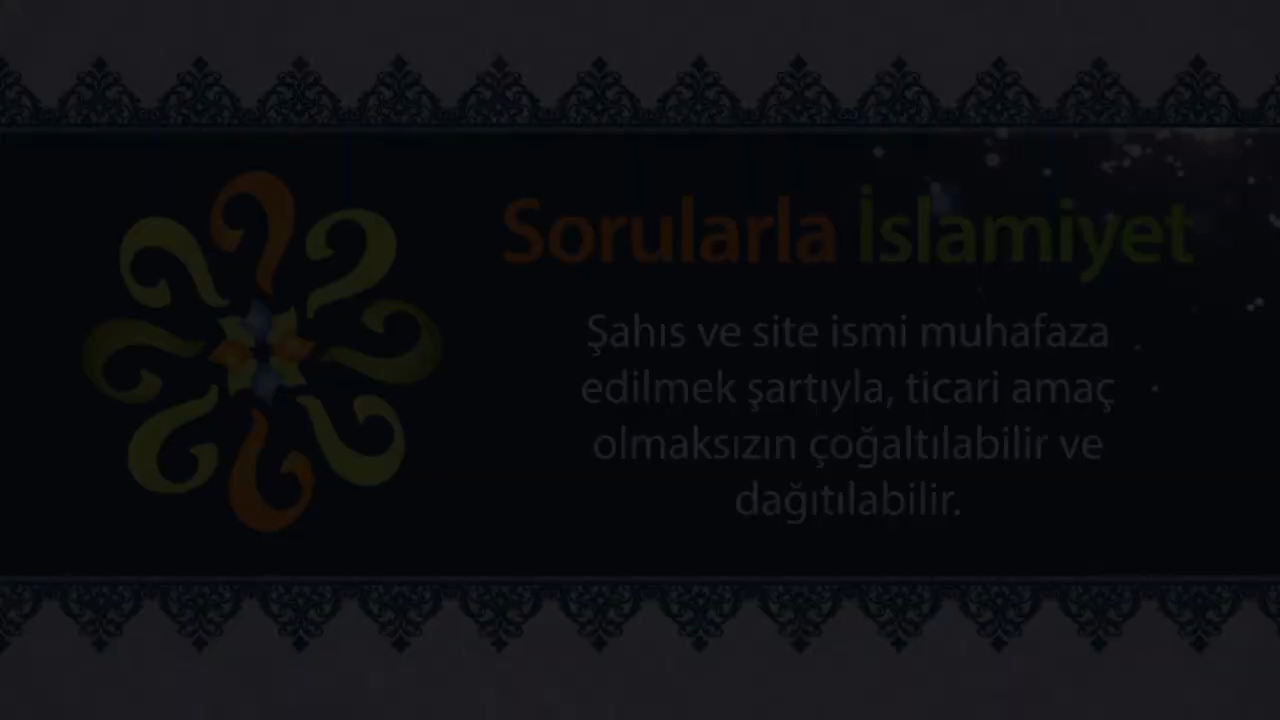 Sorularla İslamiyet
Şahıs ve site ismi muhafaza
edilmek şartıyla, ticari amaç
olmaksızın çoğaltılabilir ve
dağıtılabilir.